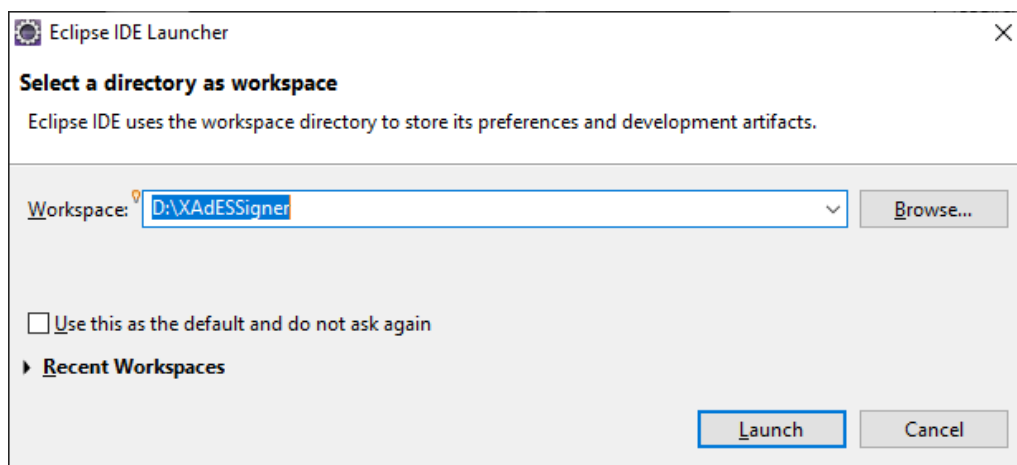 Eclipse IDE Launcher
Select a directory as workspace
Eclipse IDE uses the workspace directory to store its preferences and development artifacts.
Workspace: D:\XAdESSigner Browse...
Use this as the default and do not ask again
Recent Workspaces
Launch Cancel